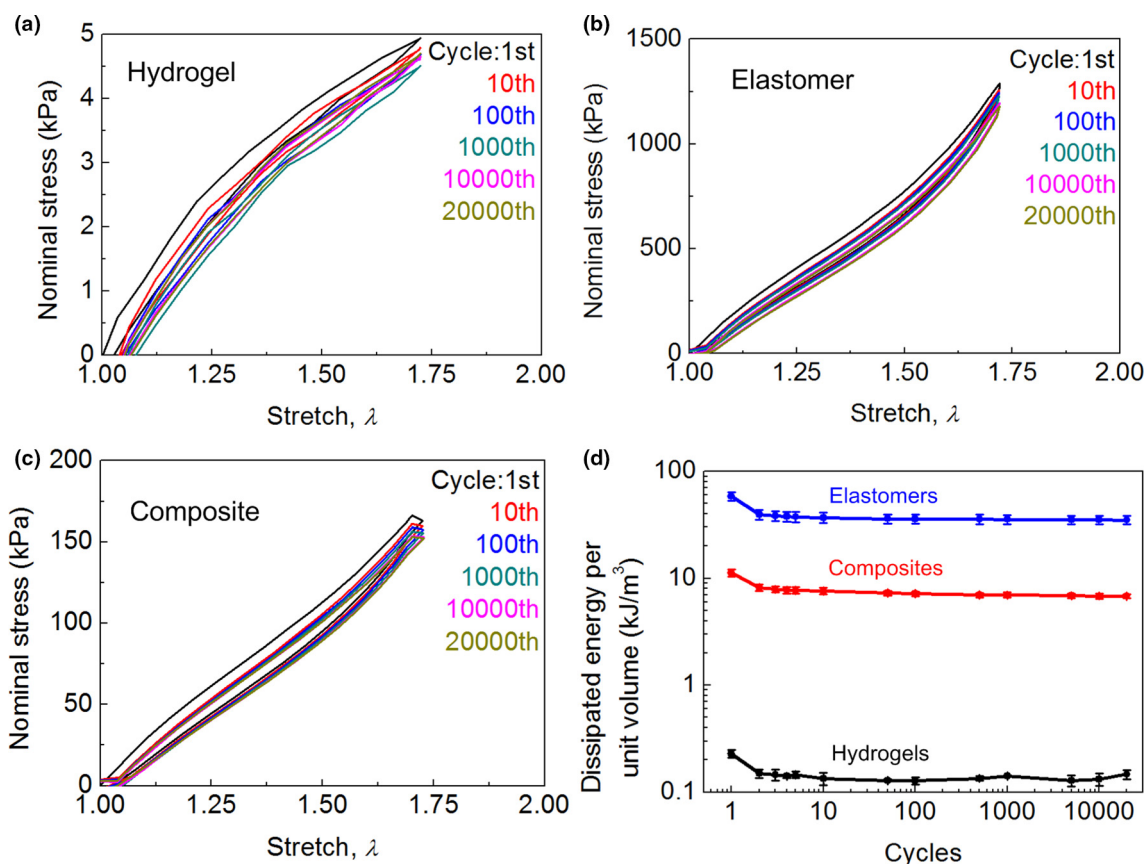 (a)
5
4
3
2
1
0
Nominal stress (kPa)
Hydrogel
Cycle:1st
10th
100th
1000th
10000th
20000th
1.00 1.25 1.50 1.75 2.00
Stretch, λ
(b)
1500
1000
500
250
0
Nominal stress (kPa)
Elastomer
Cycle:1st
10th
100th
1000th
10000th
20000th
1.00 1.25 1.50 1.75 2.00
Stretch, λ
(c)
200
150
100
50
0
Nominal stress (kPa)
Composite
Cycle:1st
10th
100th
1000th
10000th
20000th
1.00 1.25 1.50 1.75 2.00
Stretch, λ
(d)
100
10
1
0.1
Dissipated energy per
unit volume (kJ/m³)
Elastomers
Composites
Hydrogels
1 10 100 1000 10000
Cycles